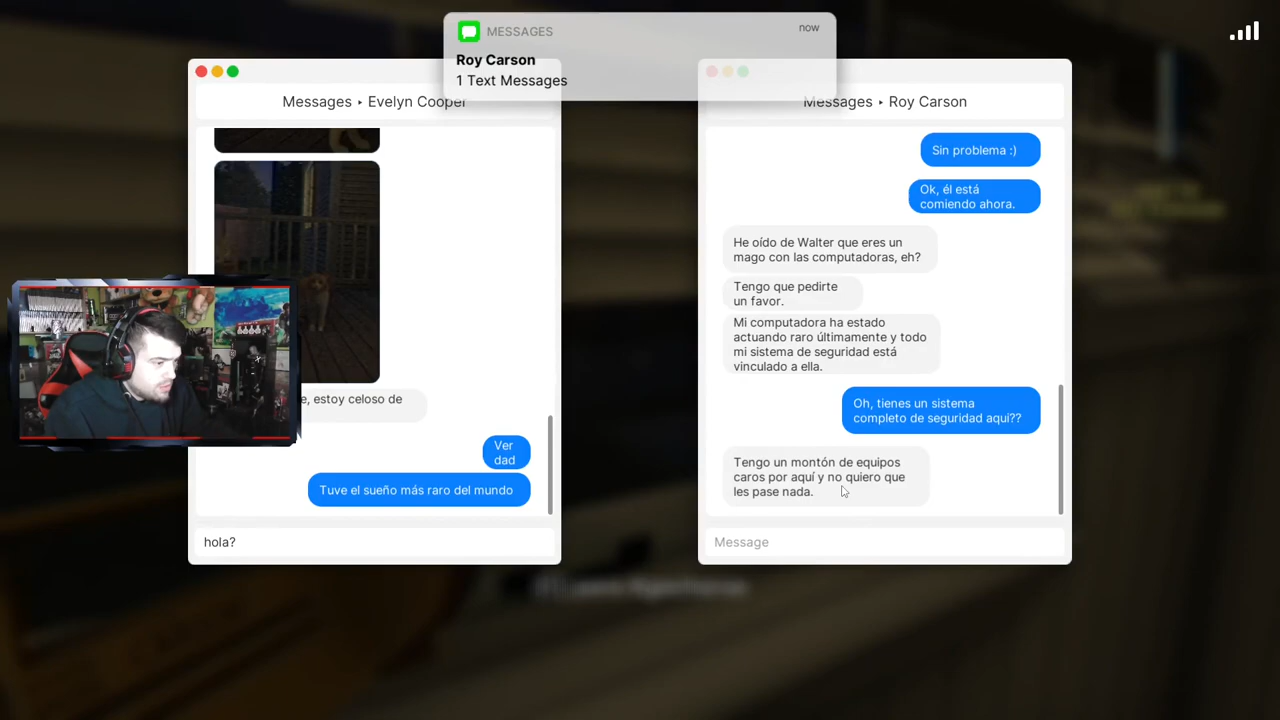 MESSAGES
now
Roy Carson
1 Text Messages
Messages ‣ Evelyn Cooper
e, estoy celoso de
Ver
dad
Tuve el sueño más raro del mundo
hola?
Messages ‣ Roy Carson
Sin problema :)
Ok, él está
comiendo ahora.
He oído de Walter que eres un
mago con las computadoras, eh?
Tengo que pedirte
un favor.
Mi computadora ha estado
actuando raro últimamente y todo
mi sistema de seguridad está
vinculado a ella.
Oh, tienes un sistema
completo de seguridad aquí??
Tengo un montón de equipos
caros por aquí y no quiero que
les pase nada.
Message